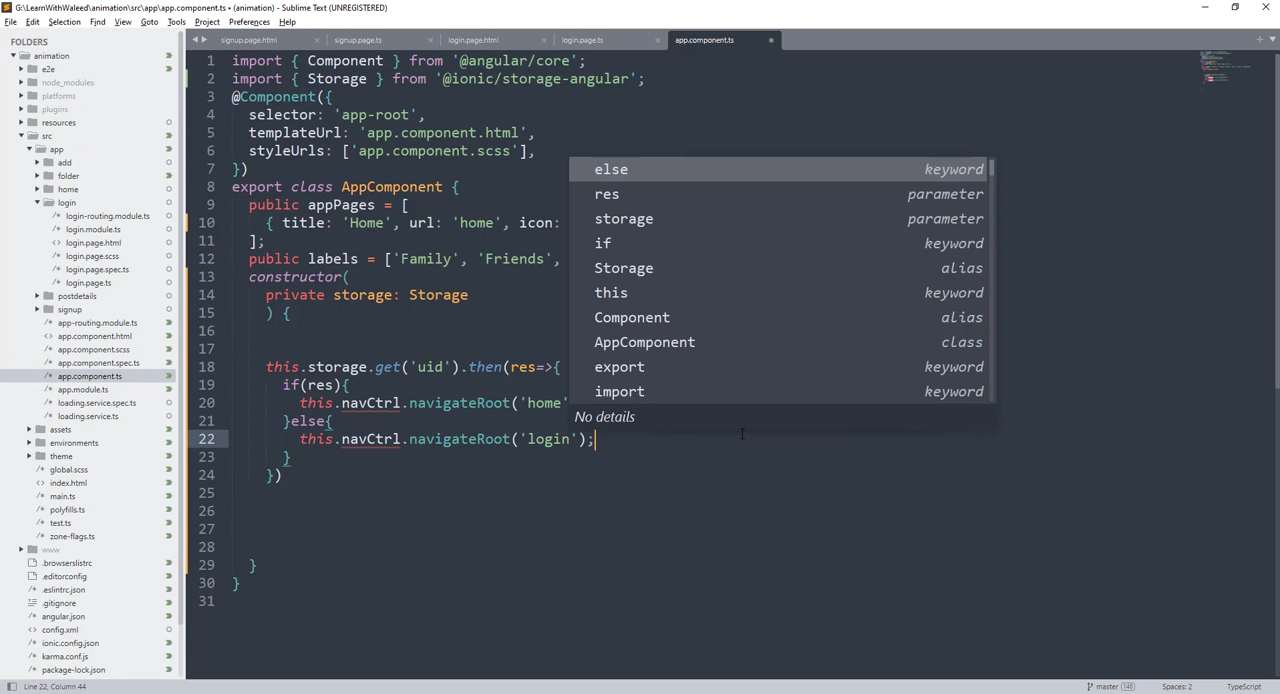 G:\LearnWithWaleed\animation\src\app\app.component.ts • (animation) - Sublime Text (UNREGISTERED)
File Edit Selection Find View Goto Tools Project Preferences Help
FOLDERS
animation
e2e
node_modules
platforms
plugins
resources
src
app
add
folder
home
login
login-routing.module.ts
login.module.ts
login.page.html
login.page.scss
login.page.spec.ts
login.page.ts
postdetails
signup
app-routing.module.ts
app.component.html
app.component.scss
app.component.spec.ts
app.component.ts
app.module.ts
loading.service.spec.ts
loading.service.ts
assets
environments
theme
global.scss
index.html
main.ts
polyfills.ts
test.ts
zone-flags.ts
www
.browserslistrc
.editorconfig
.eslintrc.json
.gitignore
angular.json
config.xml
ionic.config.json
karma.conf.js
package-lock.json
signup.page.html signup.page.ts login.page.html login.page.ts app.component.ts
1 import { Component } from '@angular/core';
2 import { Storage } from '@ionic/storage-angular';
3 @Component({
4 selector: 'app-root',
5 templateUrl: 'app.component.html',
6 styleUrls: ['app.component.scss'],
7 })
8 export class AppComponent {
9 public appPages = [
10 { title: 'Home', url: 'home', icon:
11 ];
12 public labels = ['Family', 'Friends',
13 constructor(
14 private storage: Storage
15 ) {
16
17
18 this.storage.get('uid').then(res=>{
19 if(res){
20 this.navCtrl.navigateRoot('home'
21 }else{
22 this.navCtrl.navigateRoot('login');
23 }
24 })
25
26
27
28
29 }
30 }
31
else keyword
res parameter
storage parameter
if keyword
Storage alias
this keyword
Component alias
AppComponent class
export keyword
import keyword
No details
Line 22, Column 44
master 148 Spaces: 2 TypeScript